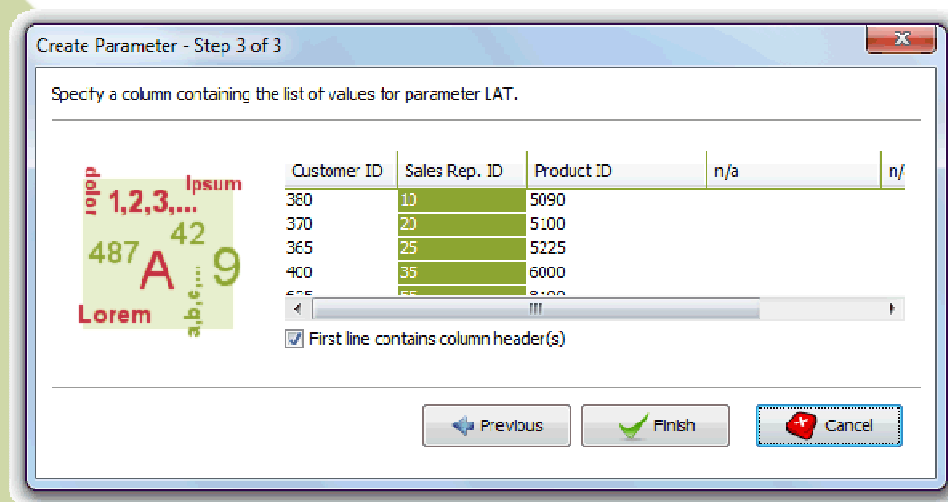 Create Parameter - Step 3 of 3
Specify a column containing the list of values for parameter LAT.
dolor
Ipsum
1,2,3,...
42
487
A
9
a,b,c,...
Lorem
Customer ID Sales Rep. ID Product ID n/a n/
380 10 5090
370 20 5100
365 25 5225
400 35 6000
First line contains column header(s)
Previous Finish Cancel